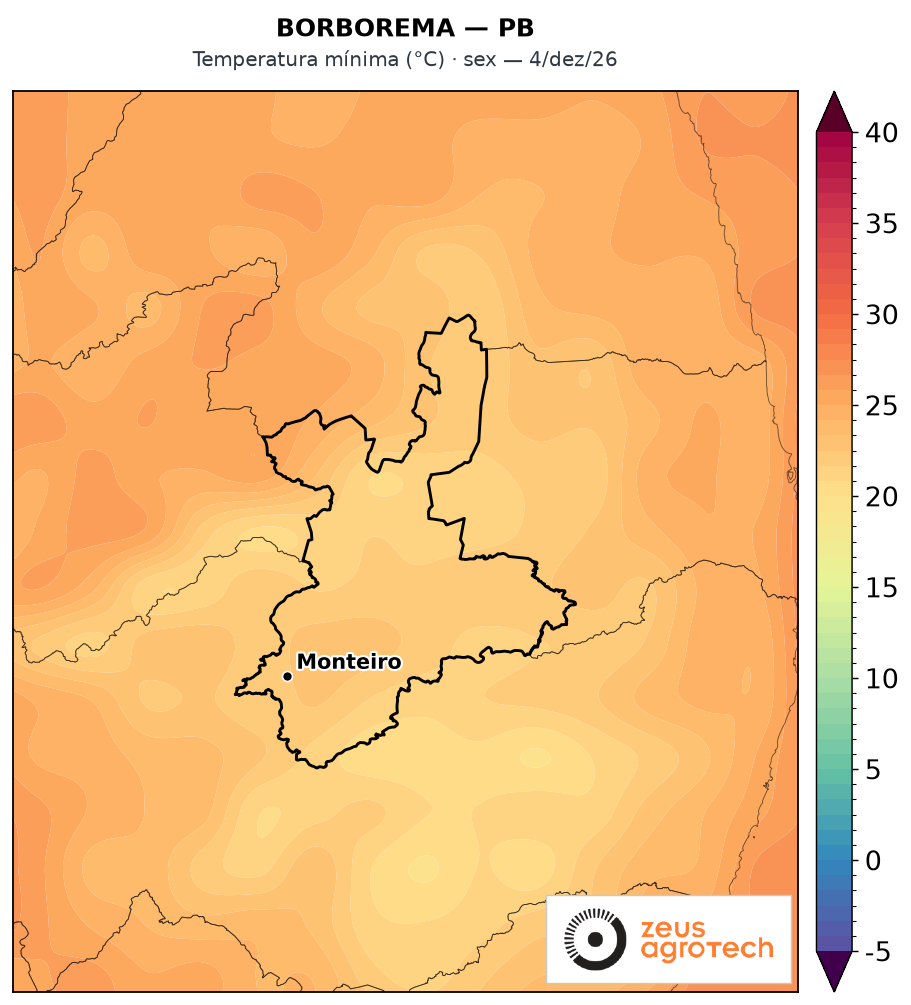 BORBOREMA — PB
Temperatura mínima (°C) · sex — 4/dez/26
40
35
30
25
20
15
10
5
0
-5
Monteiro
zeus
agrotech